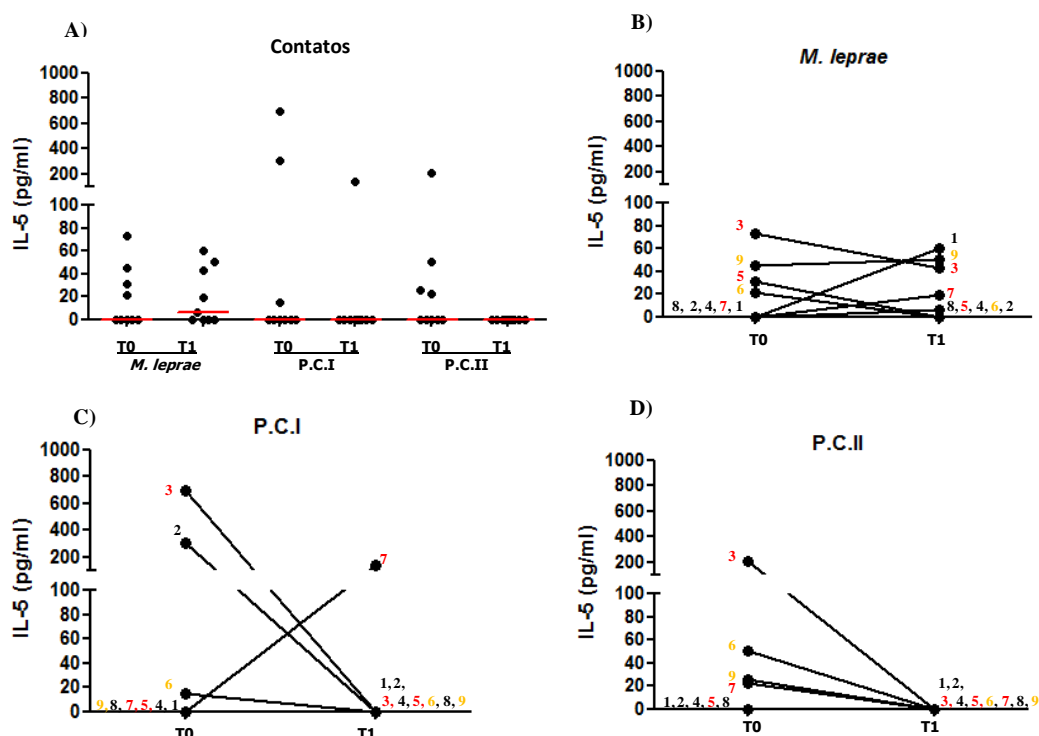 A)
Contatos
IL-5 (pg/ml)
1000
800
600
400
200
100
80
60
40
20
0
T0 T1 T0 T1 T0 T1
M. leprae P.C.I P.C.II
B)
M. leprae
IL-5 (pg/ml)
1000
800
600
400
200
100
80
60
40
20
0
3
9
5
6
8, 2, 4, 7, 1
1
9
3
7
8, 5, 4, 6, 2
T0 T1
C)
P.C.I
IL-5 (pg/ml)
1000
800
600
400
200
100
80
60
40
20
0
3
2
6
9, 8, 7, 5, 4, 1
7
1, 2,
3, 4, 5, 6, 8, 9
T0 T1
D)
P.C.II
IL-5 (pg/ml)
1000
800
600
400
200
100
80
60
40
20
0
3
6
9
7
1, 2, 4, 5, 8
1, 2,
3, 4, 5, 6, 7, 8, 9
T0 T1